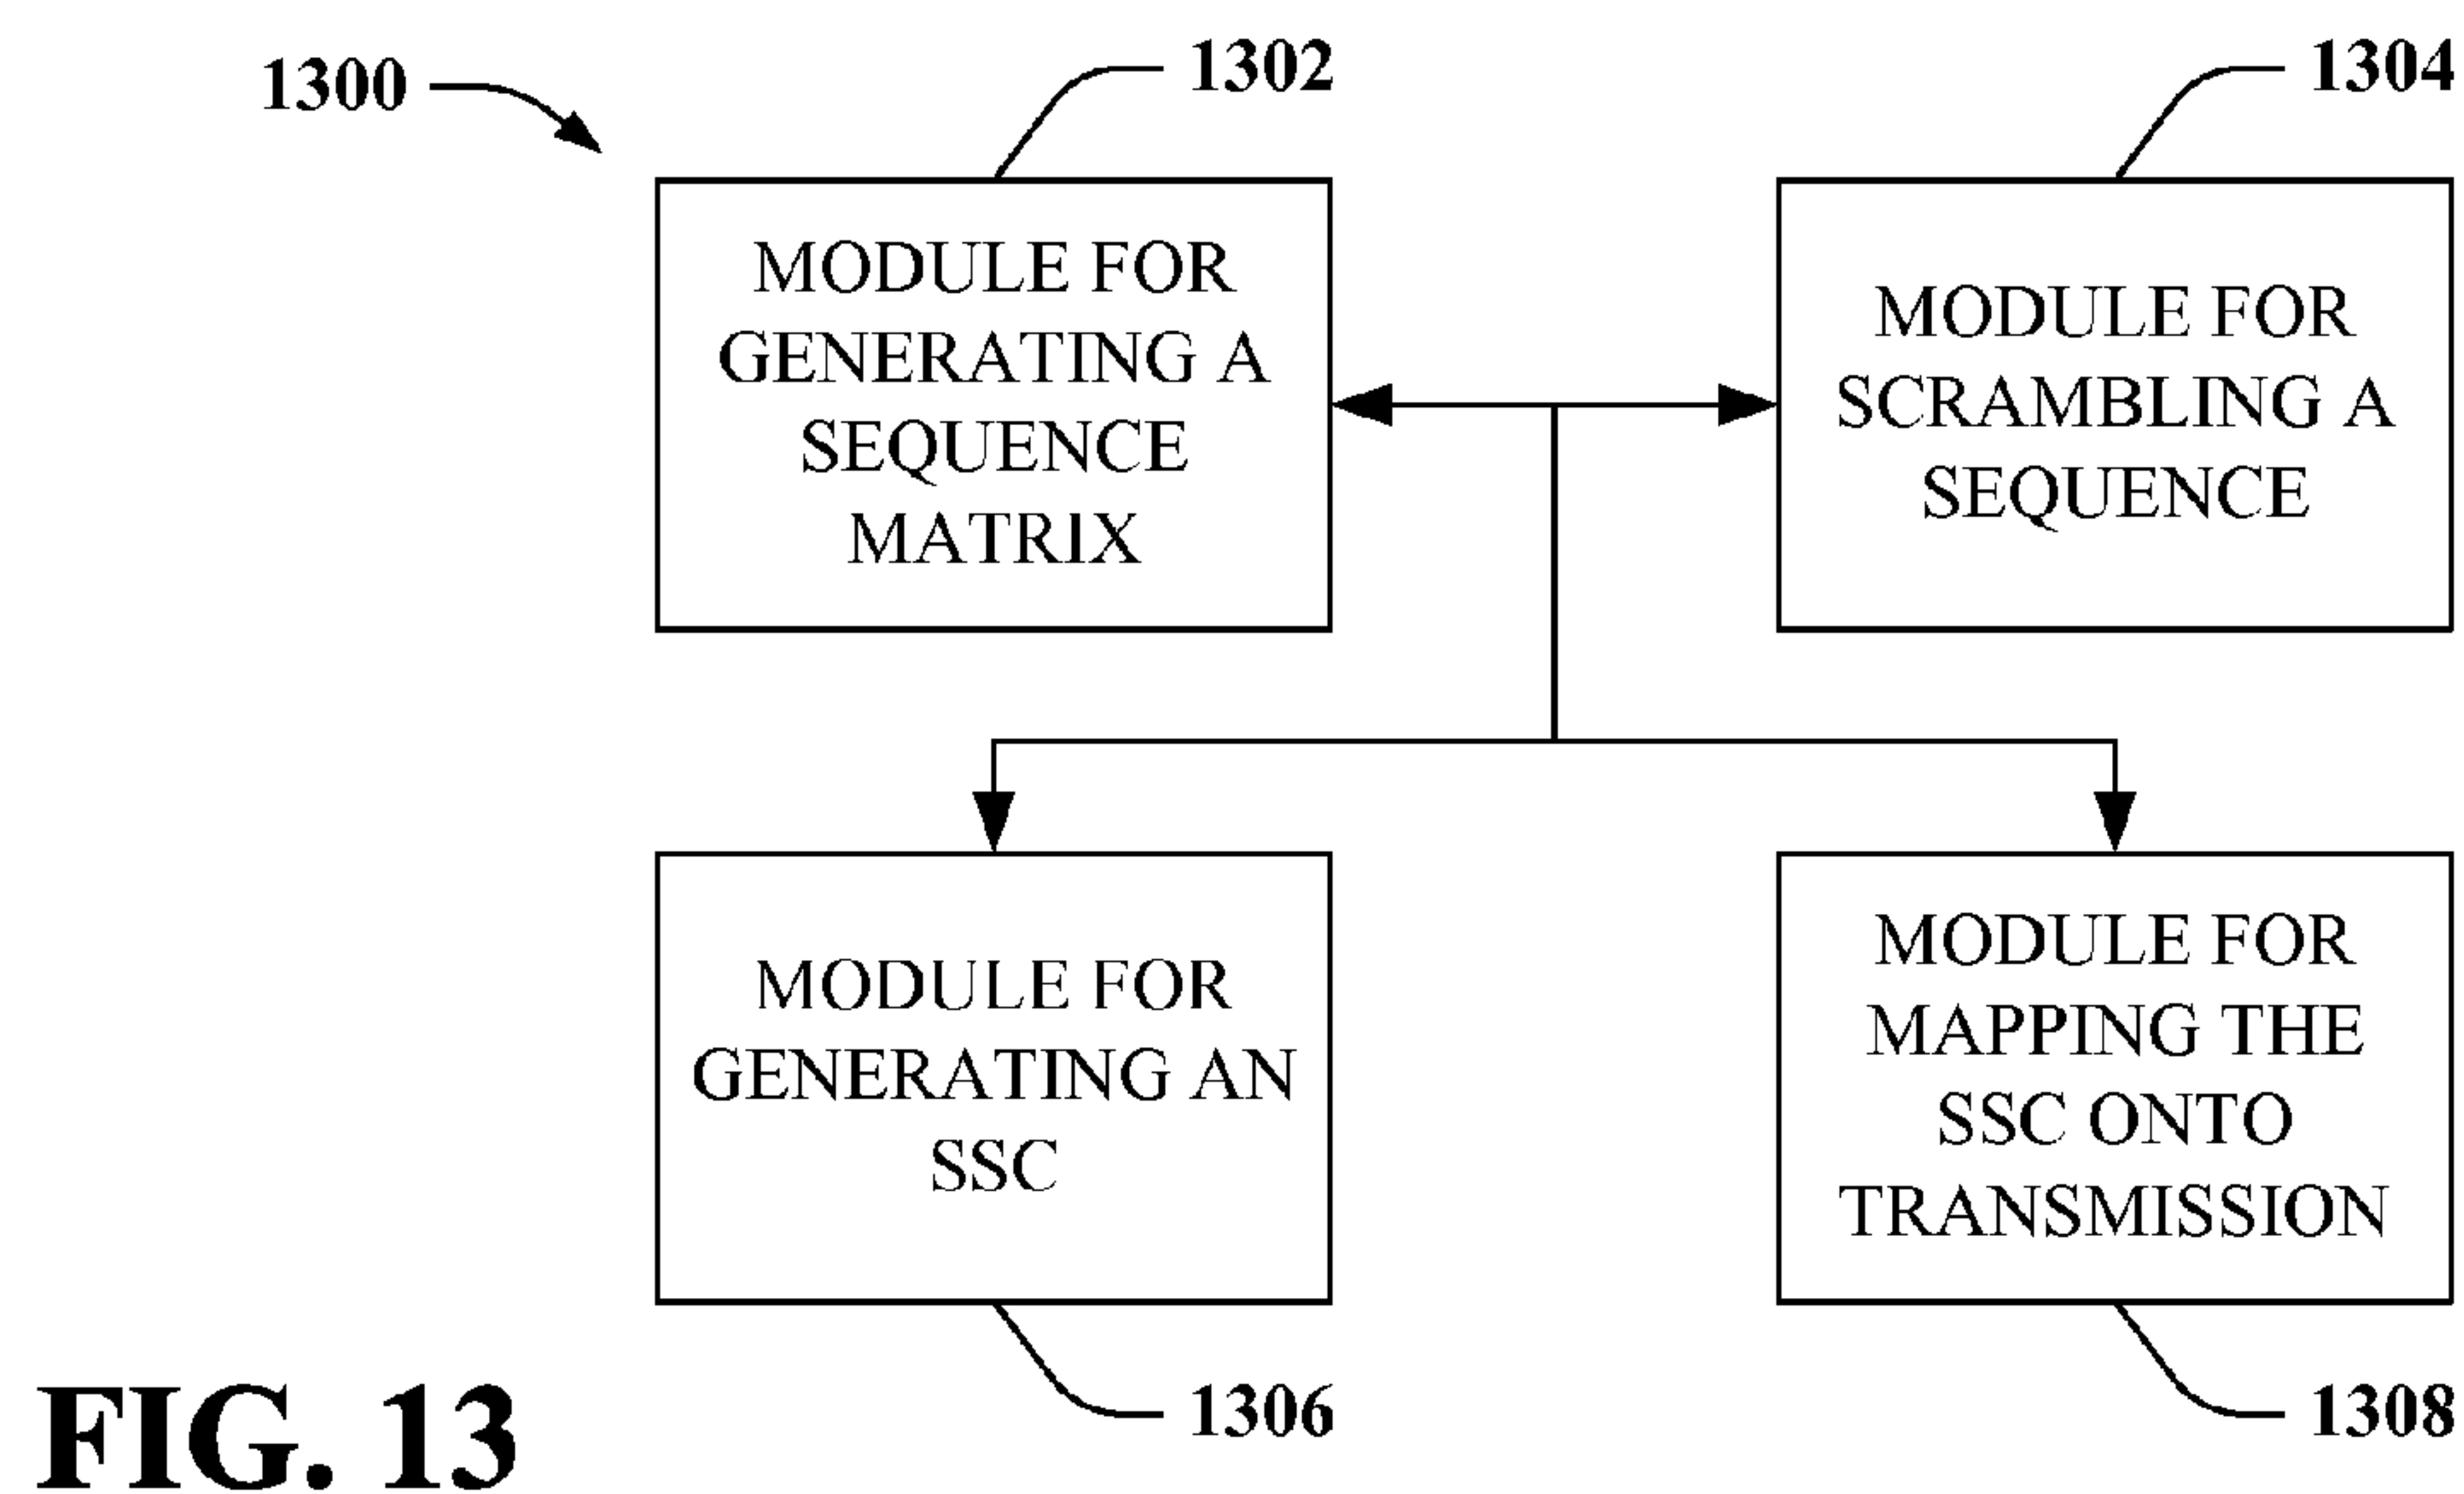 1300
1302
1304
MODULE FOR
GENERATING A
SEQUENCE
MATRIX
MODULE FOR
SCRAMBLING A
SEQUENCE
MODULE FOR
GENERATING AN
SSC
MODULE FOR
MAPPING THE
SSC ONTO
TRANSMISSION
1306
1308
FIG. 13